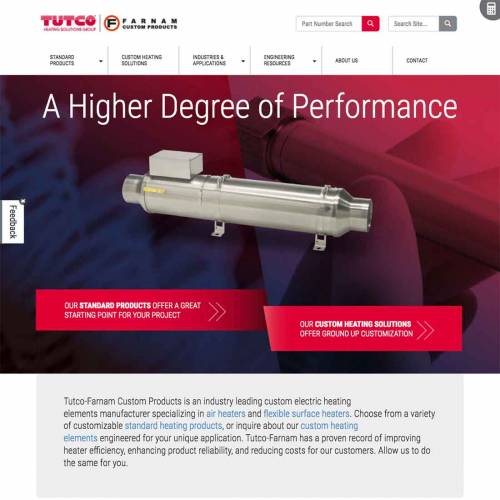 TUTCO
HEATING SOLUTIONS GROUP
F
FARNAM
CUSTOM PRODUCTS
Part Number Search
Search Site...
STANDARD
PRODUCTS
CUSTOM HEATING
SOLUTIONS
INDUSTRIES &
APPLICATIONS
ENGINEERING
RESOURCES
ABOUT US
CONTACT
A Higher Degree of Performance
Feedback
OUR STANDARD PRODUCTS OFFER A GREAT
STARTING POINT FOR YOUR PROJECT
OUR CUSTOM HEATING SOLUTIONS
OFFER GROUND UP CUSTOMIZATION
Tutco-Farnam Custom Products is an industry leading custom electric heating
elements manufacturer specializing in air heaters and flexible surface heaters. Choose from a variety
of customizable standard heating products, or inquire about our custom heating
elements engineered for your unique application. Tutco-Farnam has a proven record of improving
heater efficiency, enhancing product reliability, and reducing costs for our customers. Allow us to do
the same for you.